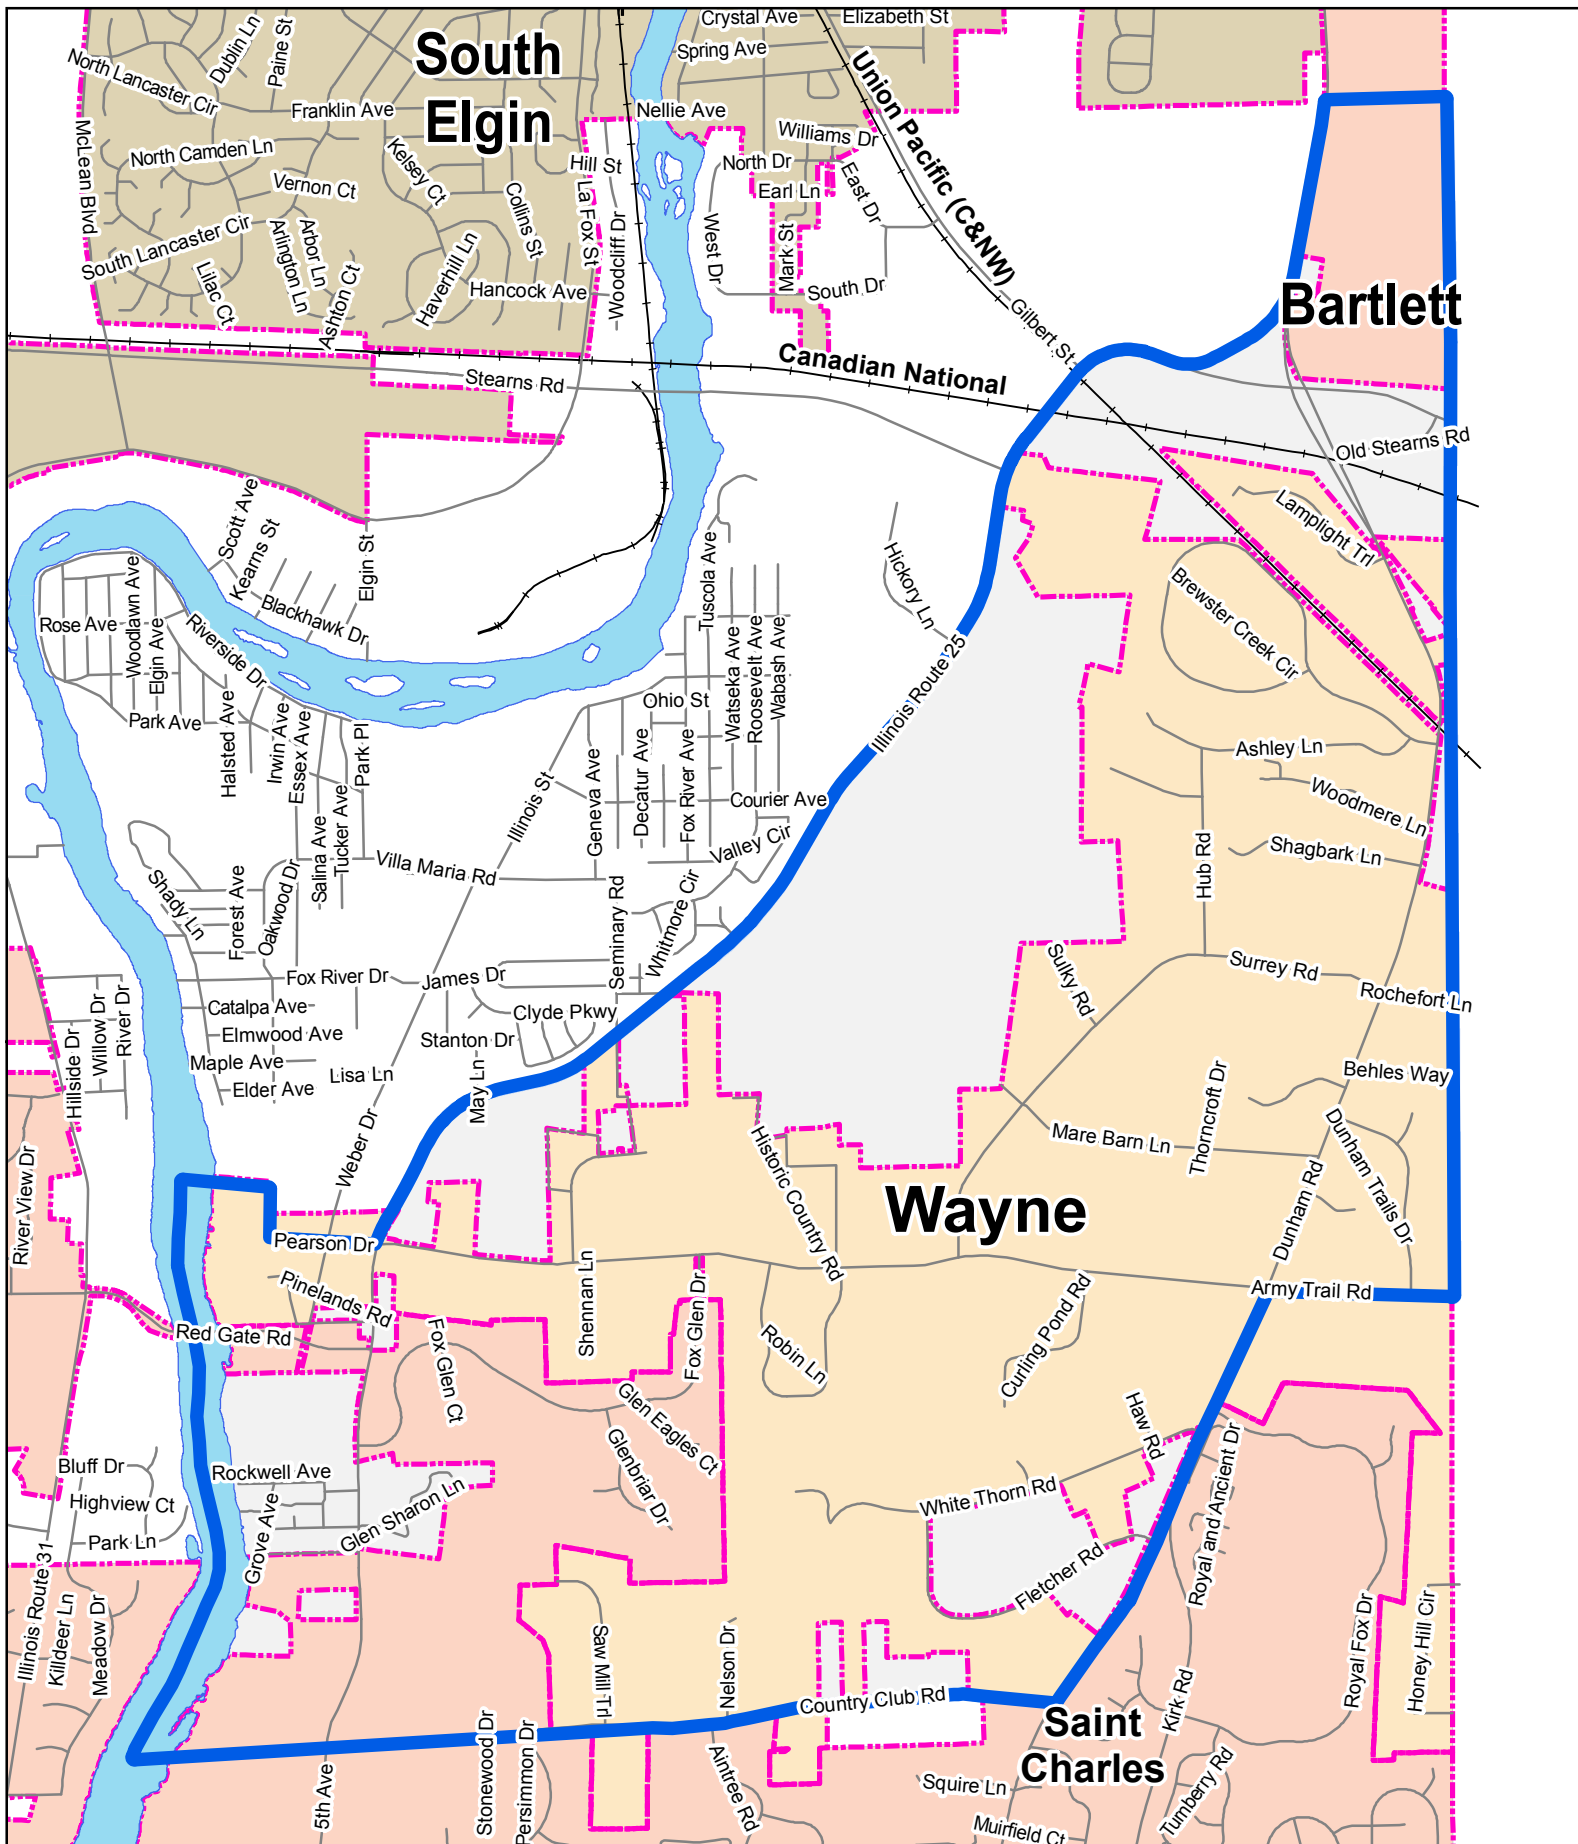 Crystal Ave
Elizabeth St
South
Elgin
Dublin Ln
Paine St
Spring Ave
North Lancaster Cir
Union Pacific (C&NW)
Franklin Ave
Nellie Ave
McLean Blvd
Williams Dr
North Camden Ln
Kelsey Ct
Hill St
North Dr
Vernon Ct
Earl Ln
East Dr
Collins St
La Fox St
Woodcliff Dr
West Dr
Mark St
South Lancaster Cir
Arbor Ln
Arlington Ln
Haverhill Ln
Lilac Ct
Ashton Ct
Hancock Ave
South Dr
Bartlett
Gilbert St
Canadian National
Stearns Rd
Old Stearns Rd
Scott Ave
Kearns St
Elgin St
Lamplight Trl
Tuscola Ave
Hickory Ln
Brewster Creek Cir
Woodlawn Ave
Blackhawk Dr
Rose Ave
Elgin Ave
Riverside Dr
Watseka Ave
Roosevelt Ave
Wabash Ave
Illinois Route 25
Ohio St
Park Ave
Halsted Ave
Irwin Ave
Essex Ave
Park Pl
Ashley Ln
Geneva Ave
Decatur Ave
Fox River Ave
Illinois St
Courier Ave
Woodmere Ln
Salina Ave
Tucker Ave
Valley Cir
Hub Rd
Shagbark Ln
Villa Maria Rd
Shady Ln
Forest Ave
Oakwood Dr
Seminary Rd
Whitmore Cir
Sulky Rd
Surrey Rd
Rochefort Ln
Fox River Dr
James Dr
Willow Dr
River Dr
Catalpa Ave
Clyde Pkwy
Elmwood Ave
Stanton Dr
Hillside Dr
Maple Ave
Lisa Ln
Elder Ave
May Ln
Behles Way
Thorncroft Dr
Weber Dr
Mare Barn Ln
Dunham Trails Dr
Historic Country Rd
River View Dr
Wayne
Dunham Rd
Pearson Dr
Army Trail Rd
Pinelands Rd
Shennan Ln
Fox Glen Dr
Curling Pond Rd
Red Gate Rd
Fox Glen Ct
Robin Ln
Glen Eagles Ct
Haw Rd
Royal and Ancient Dr
Glenbriar Dr
Bluff Dr
Rockwell Ave
Highview Ct
Grove Ave
Glen Sharon Ln
White Thorn Rd
Park Ln
Fletcher Rd
Illinois Route 31
Killdeer Ln
Meadow Dr
Saw Mill Trl
Nelson Dr
Royal Fox Dr
Honey Hill Cir
Country Club Rd
Kirk Rd
Saint
Charles
Stonewood Dr
Persimmon Dr
5th Ave
Aintree Rd
Squire Ln
Turnberry Rd
Muirfield Ct